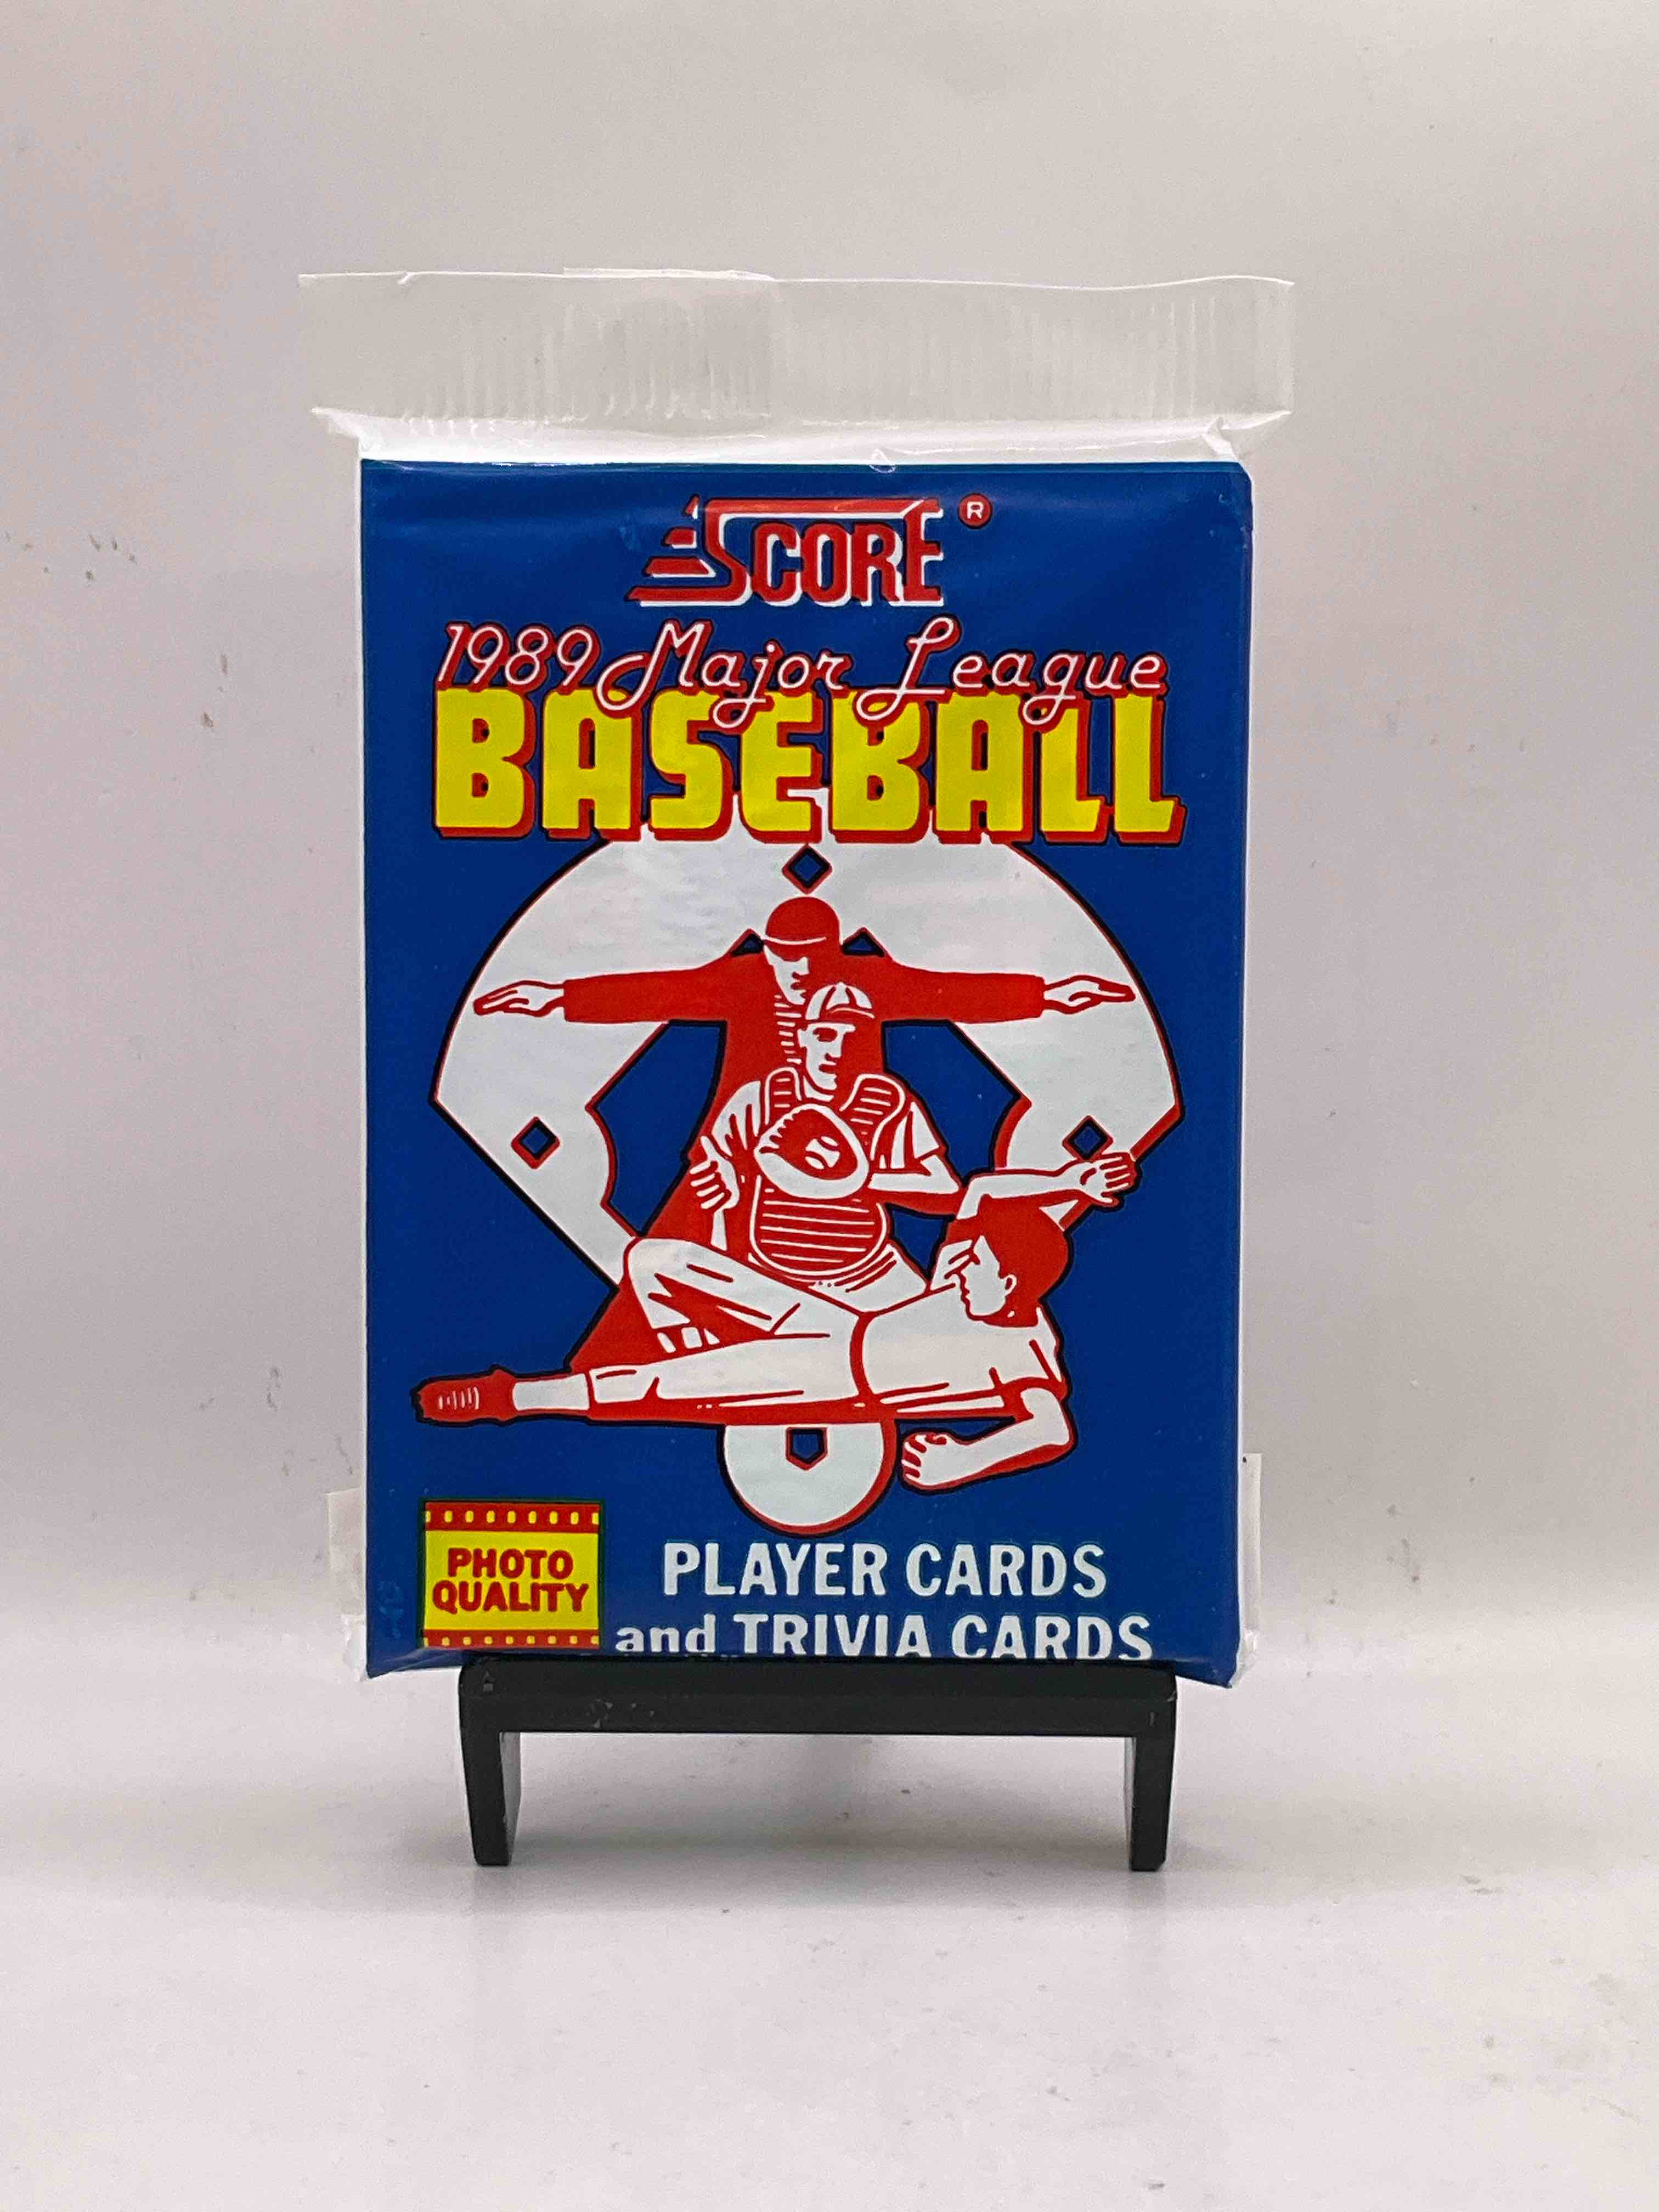 SCORE ®
1989 Major League
BASEBALL
PHOTO
QUALITY
PLAYER CARDS
and TRIVIA CARDS